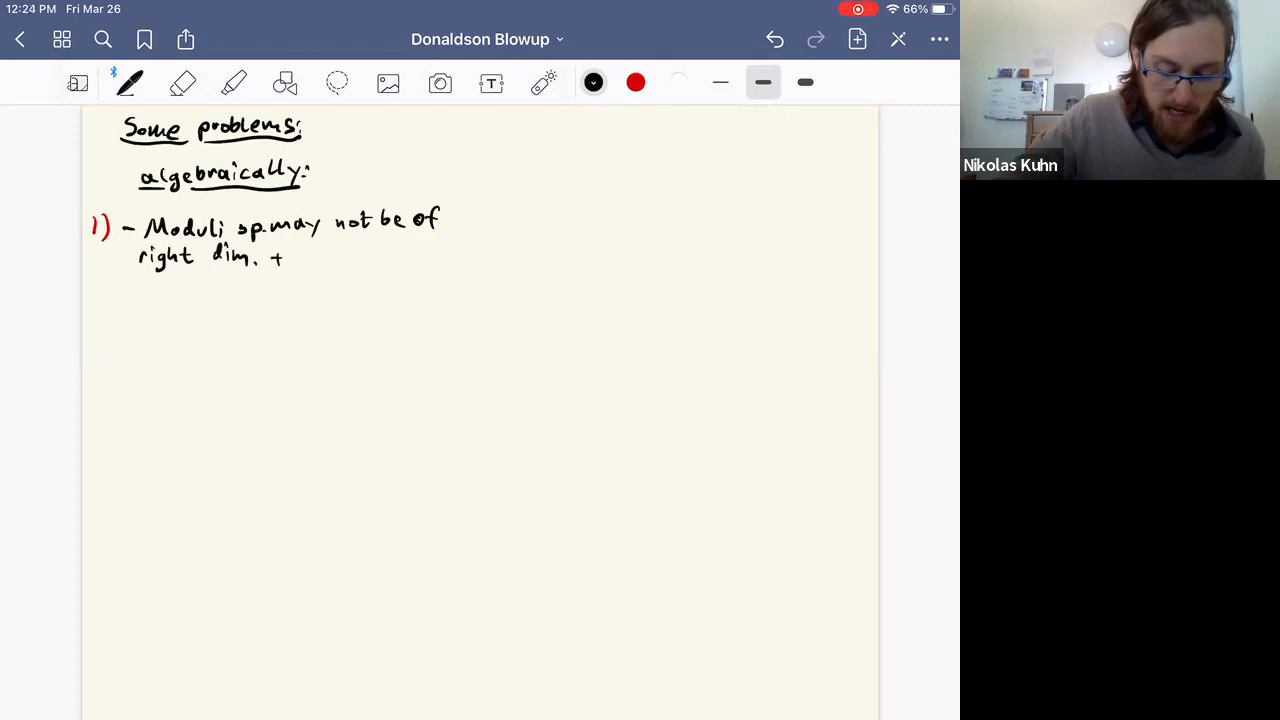 12:24 PM Fri Mar 26
66%
Donaldson Blowup
Some problems:
algebraically:
1) - Moduli sp. may not be of
right dim. +
Nikolas Kuhn